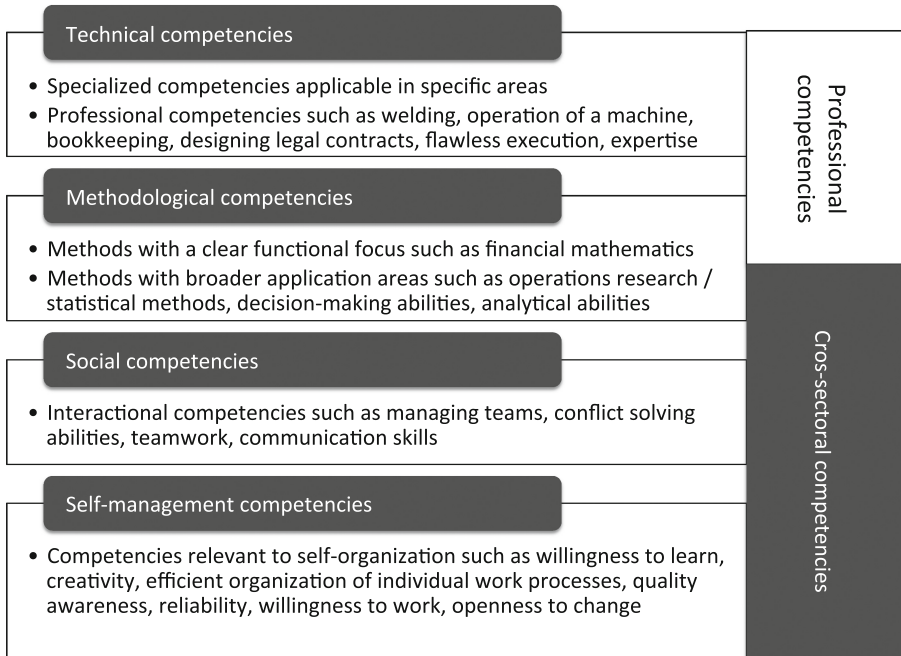 Technical competencies
• Specialized competencies applicable in specific areas
• Professional competencies such as welding, operation of a machine,
bookkeeping, designing legal contracts, flawless execution, expertise
Methodological competencies
• Methods with a clear functional focus such as financial mathematics
• Methods with broader application areas such as operations research /
statistical methods, decision-making abilities, analytical abilities
Social competencies
• Interactional competencies such as managing teams, conflict solving
abilities, teamwork, communication skills
Self-management competencies
• Competencies relevant to self-organization such as willingness to learn,
creativity, efficient organization of individual work processes, quality
awareness, reliability, willingness to work, openness to change
Professional
competencies
Cros-sectoral competencies